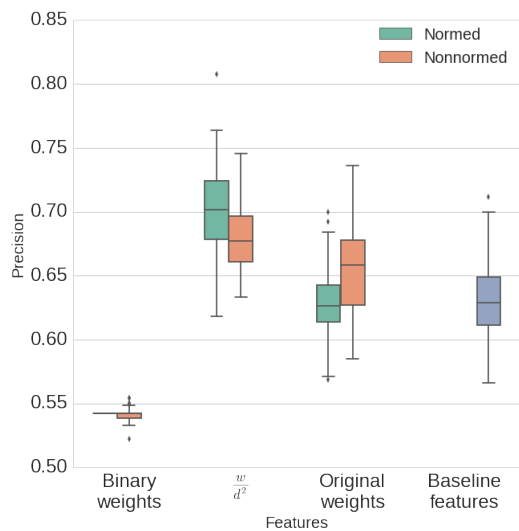 0.85
Normed
Nonnormed
0.80
0.75
0.70
Precision
0.65
0.60
0.55
0.50
Binary
weights
w
d²
Original
weights
Baseline
features
Features